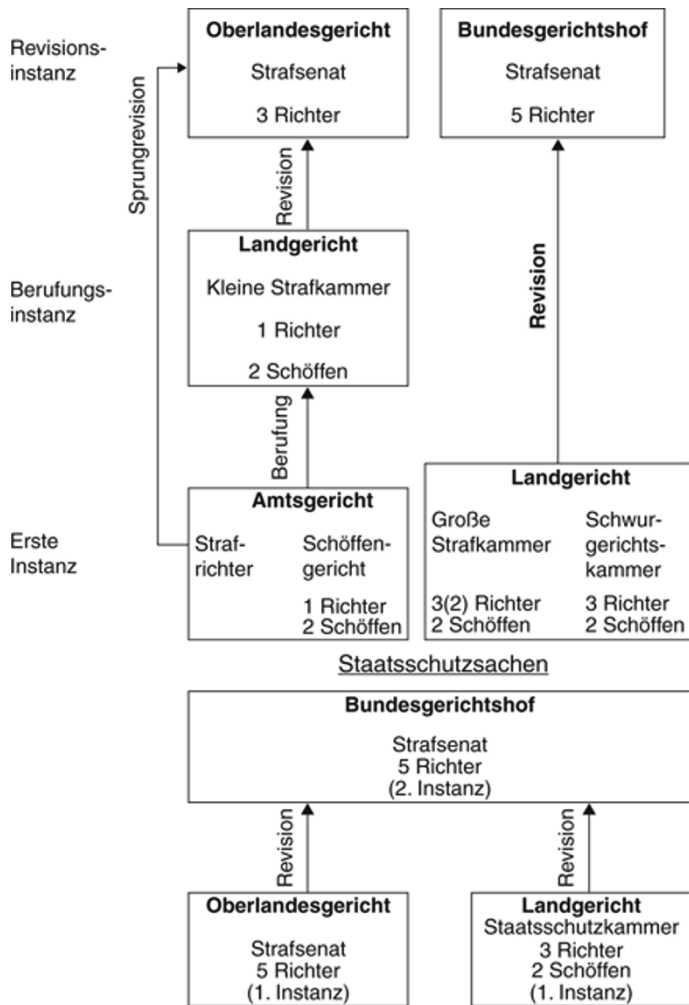 Revisions-
instanz
Oberlandesgericht
Strafsenat
3 Richter
Bundesgerichtshof
Strafsenat
5 Richter
Sprungrevision
Revision
Revision
Berufungs-
instanz
Landgericht
Kleine Strafkammer
1 Richter
2 Schöffen
Berufung
Erste
Instanz
Amtsgericht
Straf-
richter
Schöffen-
gericht
1 Richter
2 Schöffen
Landgericht
Große
Strafkammer
3(2) Richter
2 Schöffen
Schwur-
gerichts-
kammer
3 Richter
2 Schöffen
Staatsschutzsachen
Bundesgerichtshof
Strafsenat
5 Richter
(2. Instanz)
Revision
Revision
Oberlandesgericht
Strafsenat
5 Richter
(1. Instanz)
Landgericht
Staatsschutzkammer
3 Richter
2 Schöffen
(1. Instanz)